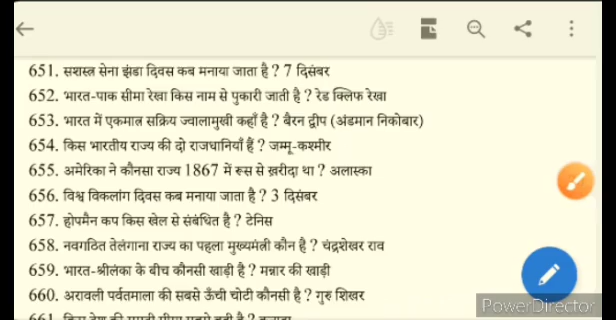 651. सशस्त्र सेना झंडा दिवस कब मनाया जाता है ? 7 दिसंबर
652. भारत-पाक सीमा रेखा किस नाम से पुकारी जाती है ? रेड क्लिफ रेखा
653. भारत में एकमात्र सक्रिय ज्वालामुखी कहाँ है ? बैरन द्वीप (अंडमान निकोबार)
654. किस भारतीय राज्य की दो राजधानियाँ हैं ? जम्मू-कश्मीर
655. अमेरिका ने कौनसा राज्य 1867 में रूस से ख़रीदा था ? अलास्का
656. विश्व विकलांग दिवस कब मनाया जाता है ? 3 दिसंबर
657. होपमैन कप किस खेल से संबंधित है ? टेनिस
658. नवगठित तेलंगाना राज्य का पहला मुख्यमंत्री कौन है ? चंद्रशेखर राव
659. भारत-श्रीलंका के बीच कौनसी खाड़ी है ? मन्नार की खाड़ी
660. अरावली पर्वतमाला की सबसे ऊँची चोटी कौनसी है ? गुरु शिखर
PowerDirector